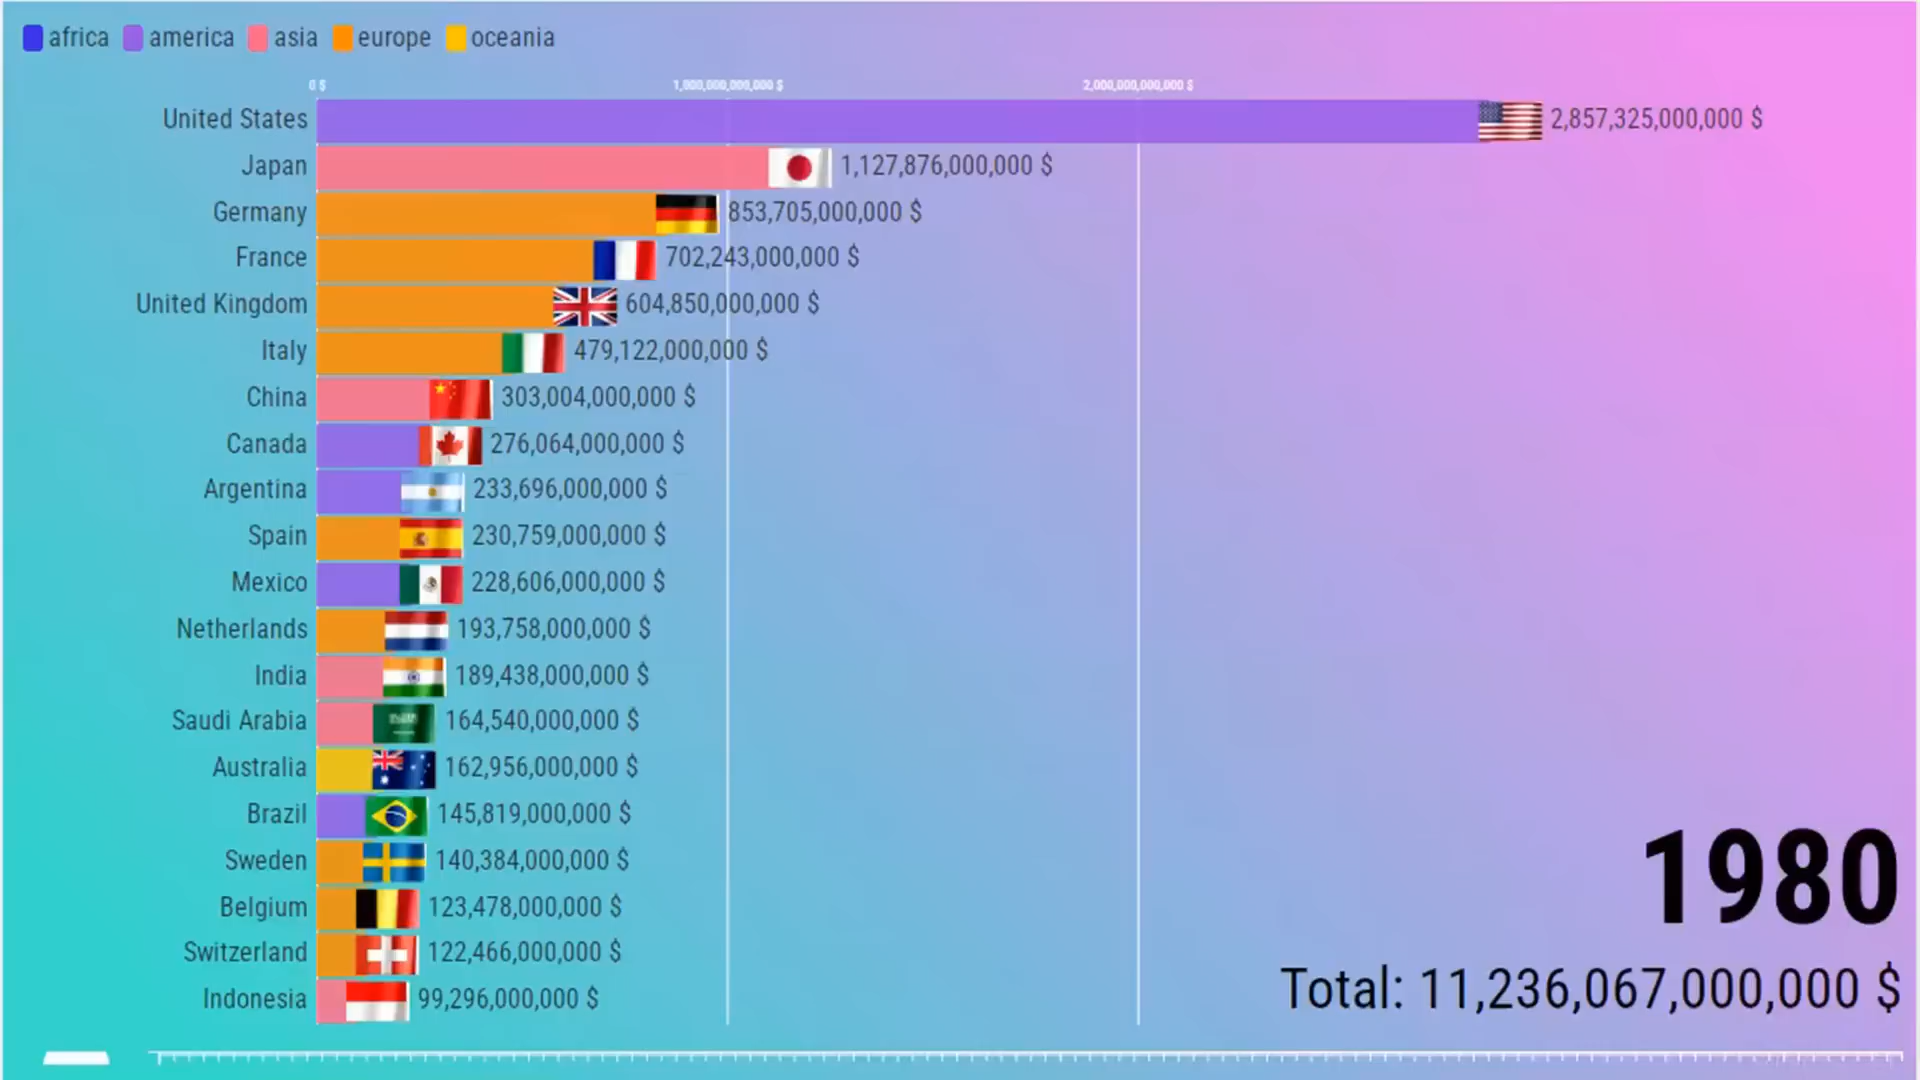 africa america asia europe oceania
0 $ 1,000,000,000,000 $ 2,000,000,000,000 $
United States 2,857,325,000,000 $
Japan 1,127,876,000,000 $
Germany 853,705,000,000 $
France 702,243,000,000 $
United Kingdom 604,850,000,000 $
Italy 479,122,000,000 $
China 303,004,000,000 $
Canada 276,064,000,000 $
Argentina 233,696,000,000 $
Spain 230,759,000,000 $
Mexico 228,606,000,000 $
Netherlands 193,758,000,000 $
India 189,438,000,000 $
Saudi Arabia 164,540,000,000 $
Australia 162,956,000,000 $
Brazil 145,819,000,000 $
Sweden 140,384,000,000 $
Belgium 123,478,000,000 $
Switzerland 122,466,000,000 $
Indonesia 99,296,000,000 $
1980
Total: 11,236,067,000,000 $